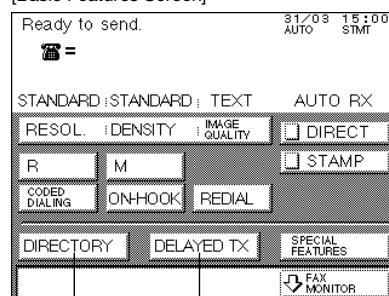 [Basic Features Screen]
Ready to send. 31/03 15:00
AUTO STMT
=
STANDARD STANDARD TEXT AUTO RX
RESOL. DENSITY IMAGE QUALITY DIRECT
R M STAMP
CODED DIALING ON-HOOK REDIAL
DIRECTORY DELAYED TX SPECIAL FEATURES
FAX MONITOR